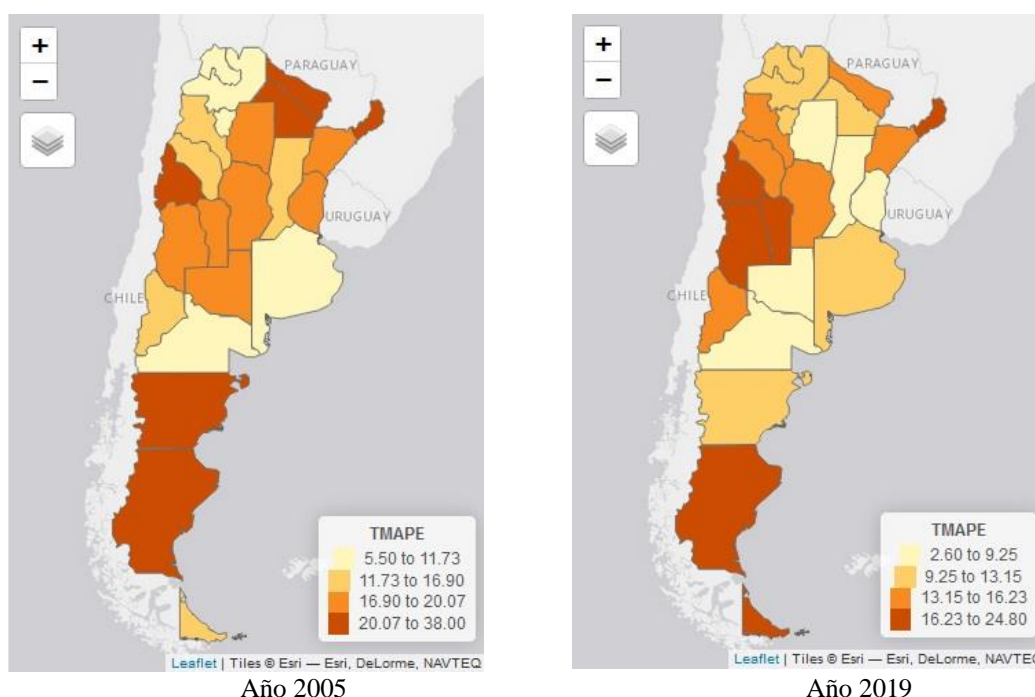 +
−
PARAGUAY
URUGUAY
CHILE
TMAPE
5.50 to 11.73
11.73 to 16.90
16.90 to 20.07
20.07 to 38.00
Leaflet | Tiles © Esri — Esri, DeLorme, NAVTEQ
Año 2005
+
−
PARAGUAY
URUGUAY
CHILE
TMAPE
2.60 to 9.25
9.25 to 13.15
13.15 to 16.23
16.23 to 24.80
Leaflet | Tiles © Esri — Esri, DeLorme, NAVTEQ
Año 2019